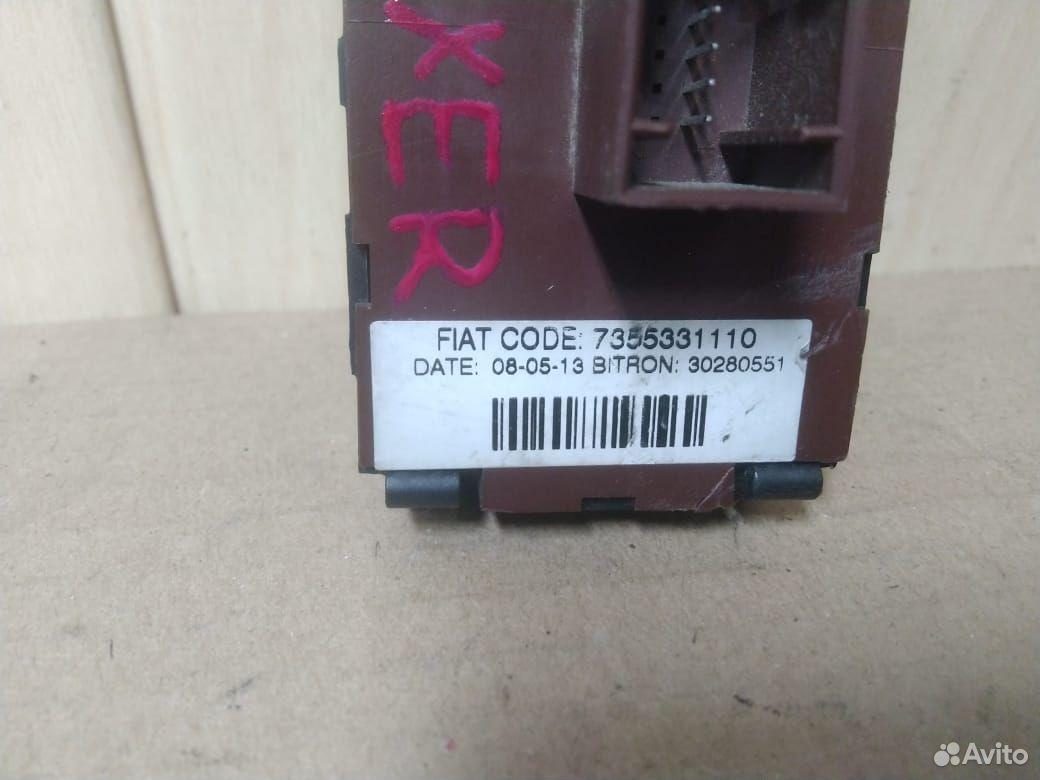 XER
FIAT CODE: 7355331110
DATE: 08-05-13 BITRON: 30280551
Avito